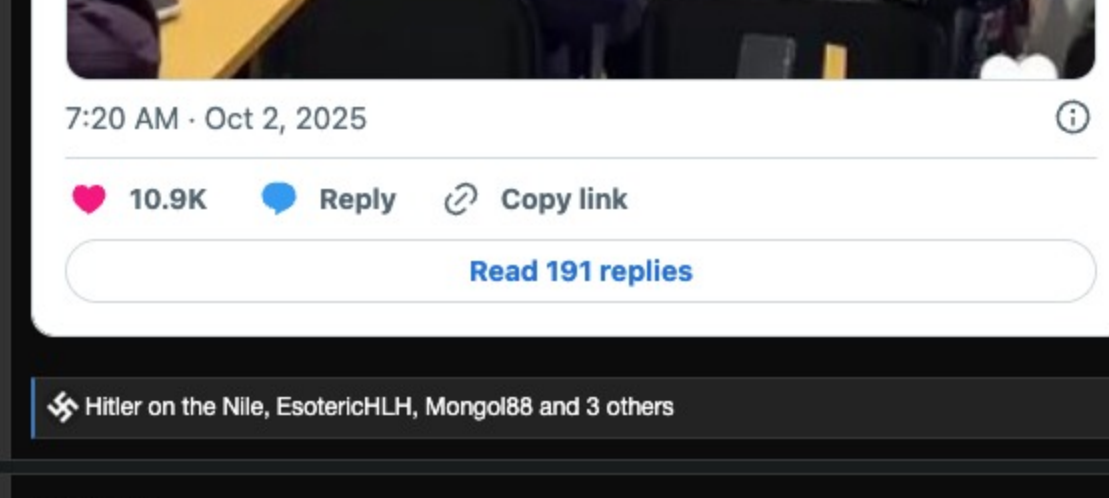 7:20 AM · Oct 2, 2025
10.9K Reply Copy link
Read 191 replies
Hitler on the Nile, EsotericHLH, Mongol88 and 3 others